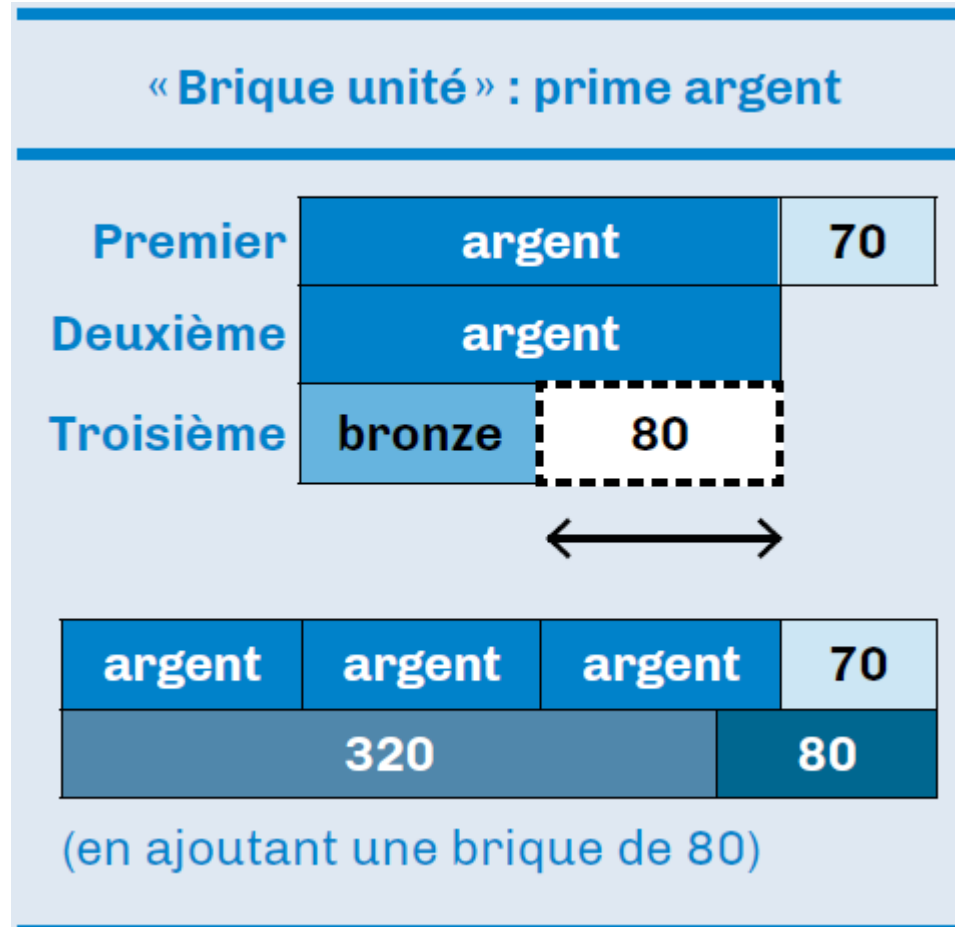 « Brique unité » : prime argent
Premier argent 70
Deuxième argent
Troisième bronze 80
argent argent argent 70
320 80
(en ajoutant une brique de 80)